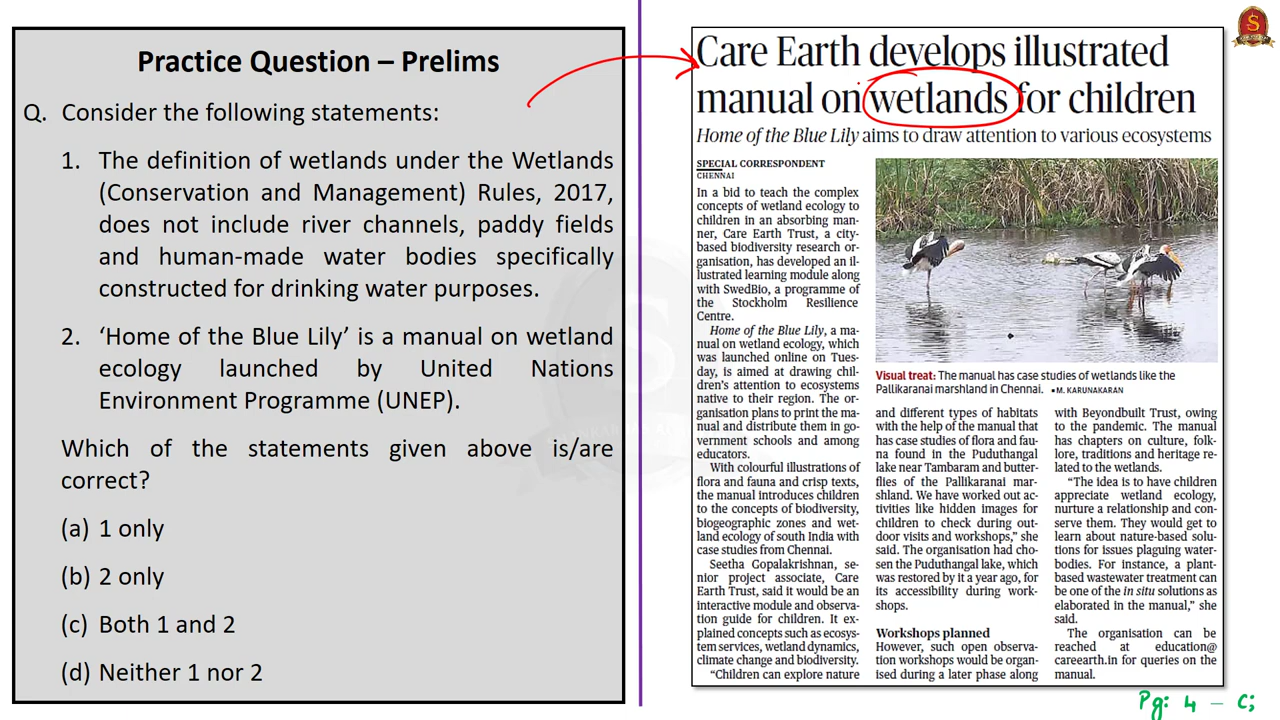 Practice Question – Prelims
Q. Consider the following statements:
1. The definition of wetlands under the Wetlands
(Conservation and Management) Rules, 2017,
does not include river channels, paddy fields
and human-made water bodies specifically
constructed for drinking water purposes.
2. ‘Home of the Blue Lily’ is a manual on wetland
ecology launched by United Nations
Environment Programme (UNEP).
Which of the statements given above is/are
correct?
(a) 1 only
(b) 2 only
(c) Both 1 and 2
(d) Neither 1 nor 2
Care Earth develops illustrated
manual on wetlands for children
Home of the Blue Lily aims to draw attention to various ecosystems
SPECIAL CORRESPONDENT
CHENNAI
In a bid to teach the complex
concepts of wetland ecology to
children in an absorbing man-
ner, Care Earth Trust, a city-
based biodiversity research or-
ganisation, has developed an il-
lustrated learning module along
with SwedBio, a programme of
the Stockholm Resilience
Centre.
Home of the Blue Lily, a ma-
nual on wetland ecology, which
was launched online on Tues-
day, is aimed at drawing chil-
dren’s attention to ecosystems
native to their region. The or-
ganisation plans to print the ma-
nual and distribute them in go-
vernment schools and among
educators.
With colourful illustrations of
flora and fauna and crisp texts,
the manual introduces children
to the concepts of biodiversity,
biogeographic zones and wet-
land ecology of south India with
case studies from Chennai.
Seetha Gopalakrishnan, se-
nior project associate, Care
Earth Trust, said it would be an
interactive module and observa-
tion guide for children. It ex-
plained concepts such as ecosys-
tem services, wetland dynamics,
climate change and biodiversity.
“Children can explore nature
Visual treat: The manual has case studies of wetlands like the
Pallikaranai marshland in Chennai. ▪ M. KARUNAKARAN
and different types of habitats
with the help of the manual that
has case studies of flora and fau-
na found in the Puduthangal
lake near Tambaram and butter-
flies of the Pallikaranai mar-
shland. We have worked out ac-
tivities like hidden images for
children to check during out-
door visits and workshops,” she
said. The organisation had cho-
sen the Puduthangal lake, which
was restored by it a year ago, for
its accessibility during work-
shops.
Workshops planned
However, such open observa-
tion workshops would be organ-
ised during a later phase along
with Beyondbuilt Trust, owing
to the pandemic. The manual
has chapters on culture, folk-
lore, traditions and heritage re-
lated to the wetlands.
“The idea is to have children
appreciate wetland ecology,
nurture a relationship and con-
serve them. They would get to
learn about nature-based solu-
tions for issues plaguing water-
bodies. For instance, a plant-
based wastewater treatment can
be one of the in situ solutions as
elaborated in the manual,” she
said.
The organisation can be
reached at education@
careearth.in for queries on the
manual.
Pg: 4 – C;